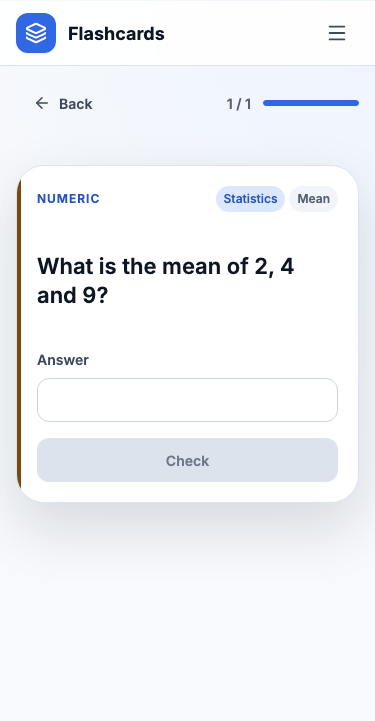 Flashcards
Back
1 / 1
NUMERIC
Statistics
Mean
What is the mean of 2, 4
and 9?
Answer
Check